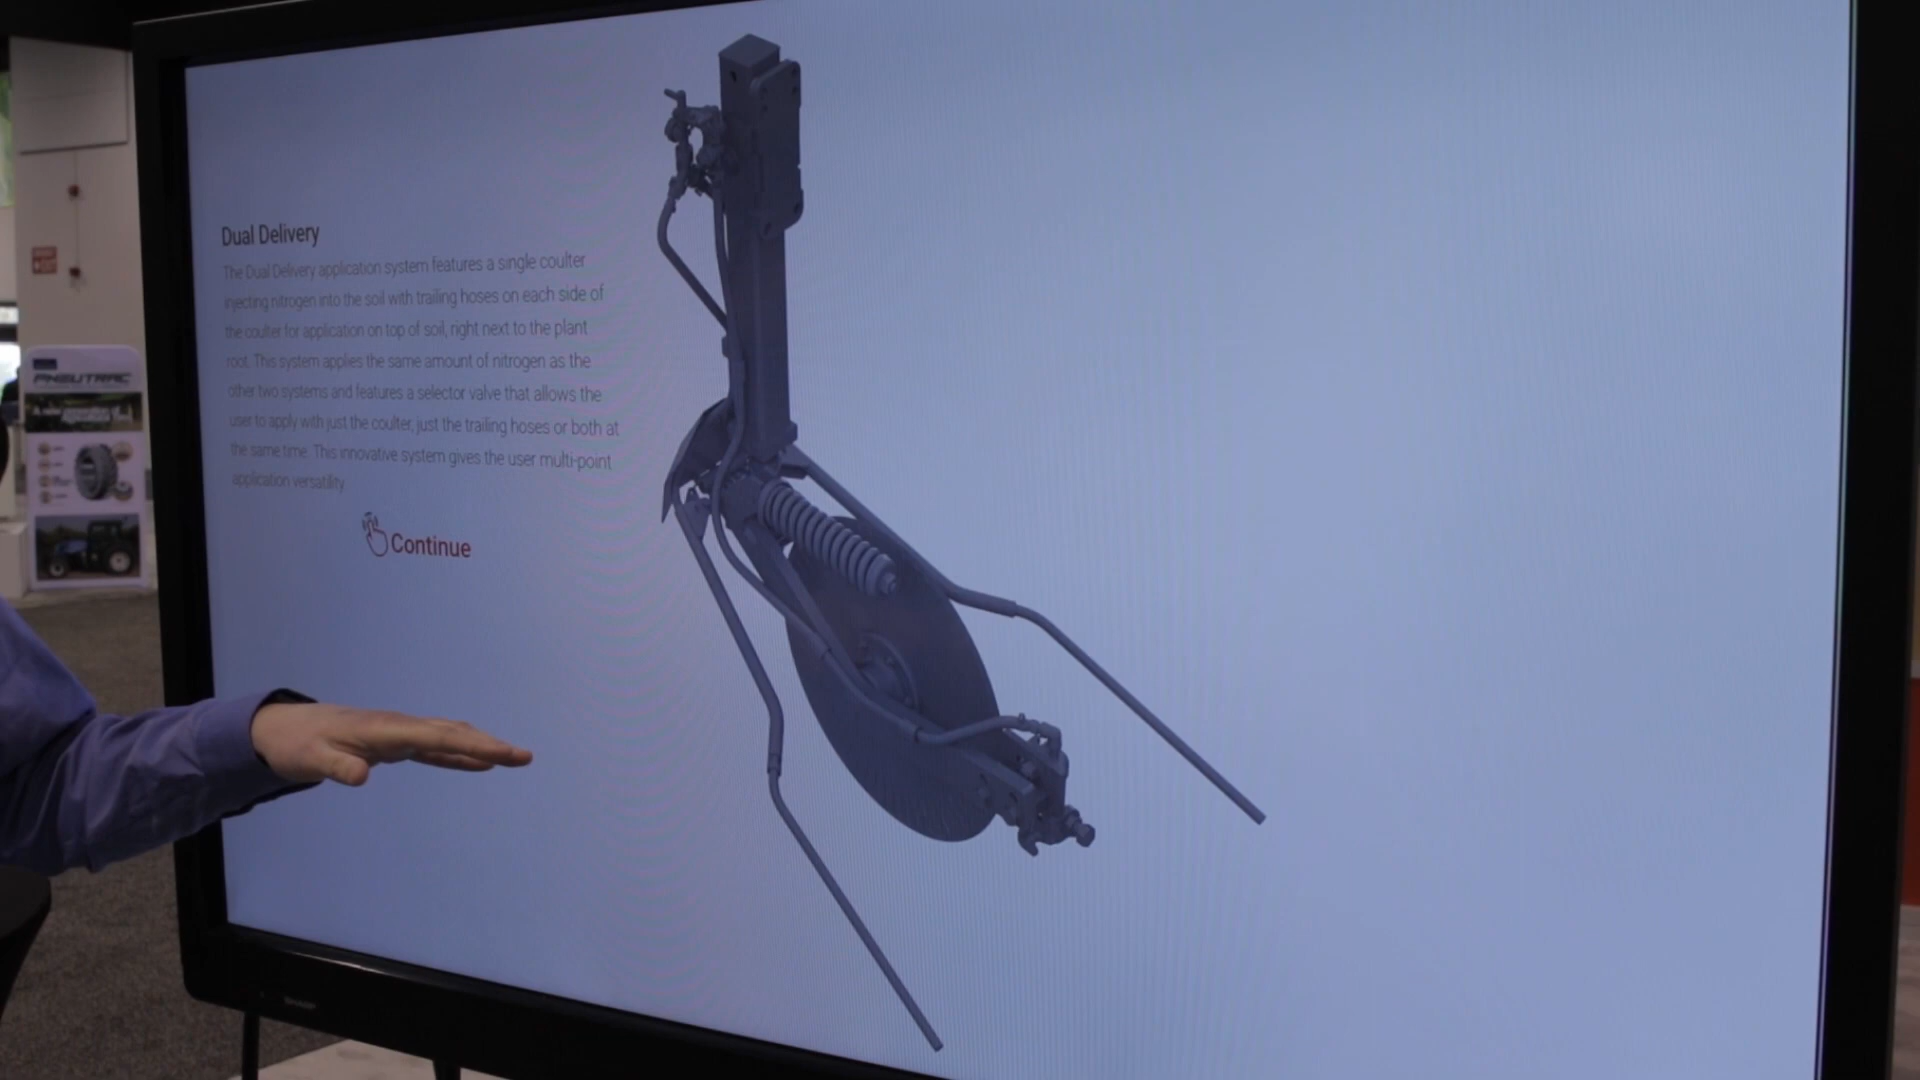 Dual Delivery
The Dual Delivery application system features a single coulter
injecting nitrogen into the soil with trailing hoses on each side of
the coulter for application on top of soil, right next to the plant
root. This system applies the same amount of nitrogen as the
other two systems and features a selector valve that allows the
user to apply with just the coulter, just the trailing hoses or both at
the same time. This innovative system gives the user multi-point
application versatility.
Continue
PNEUTRAC